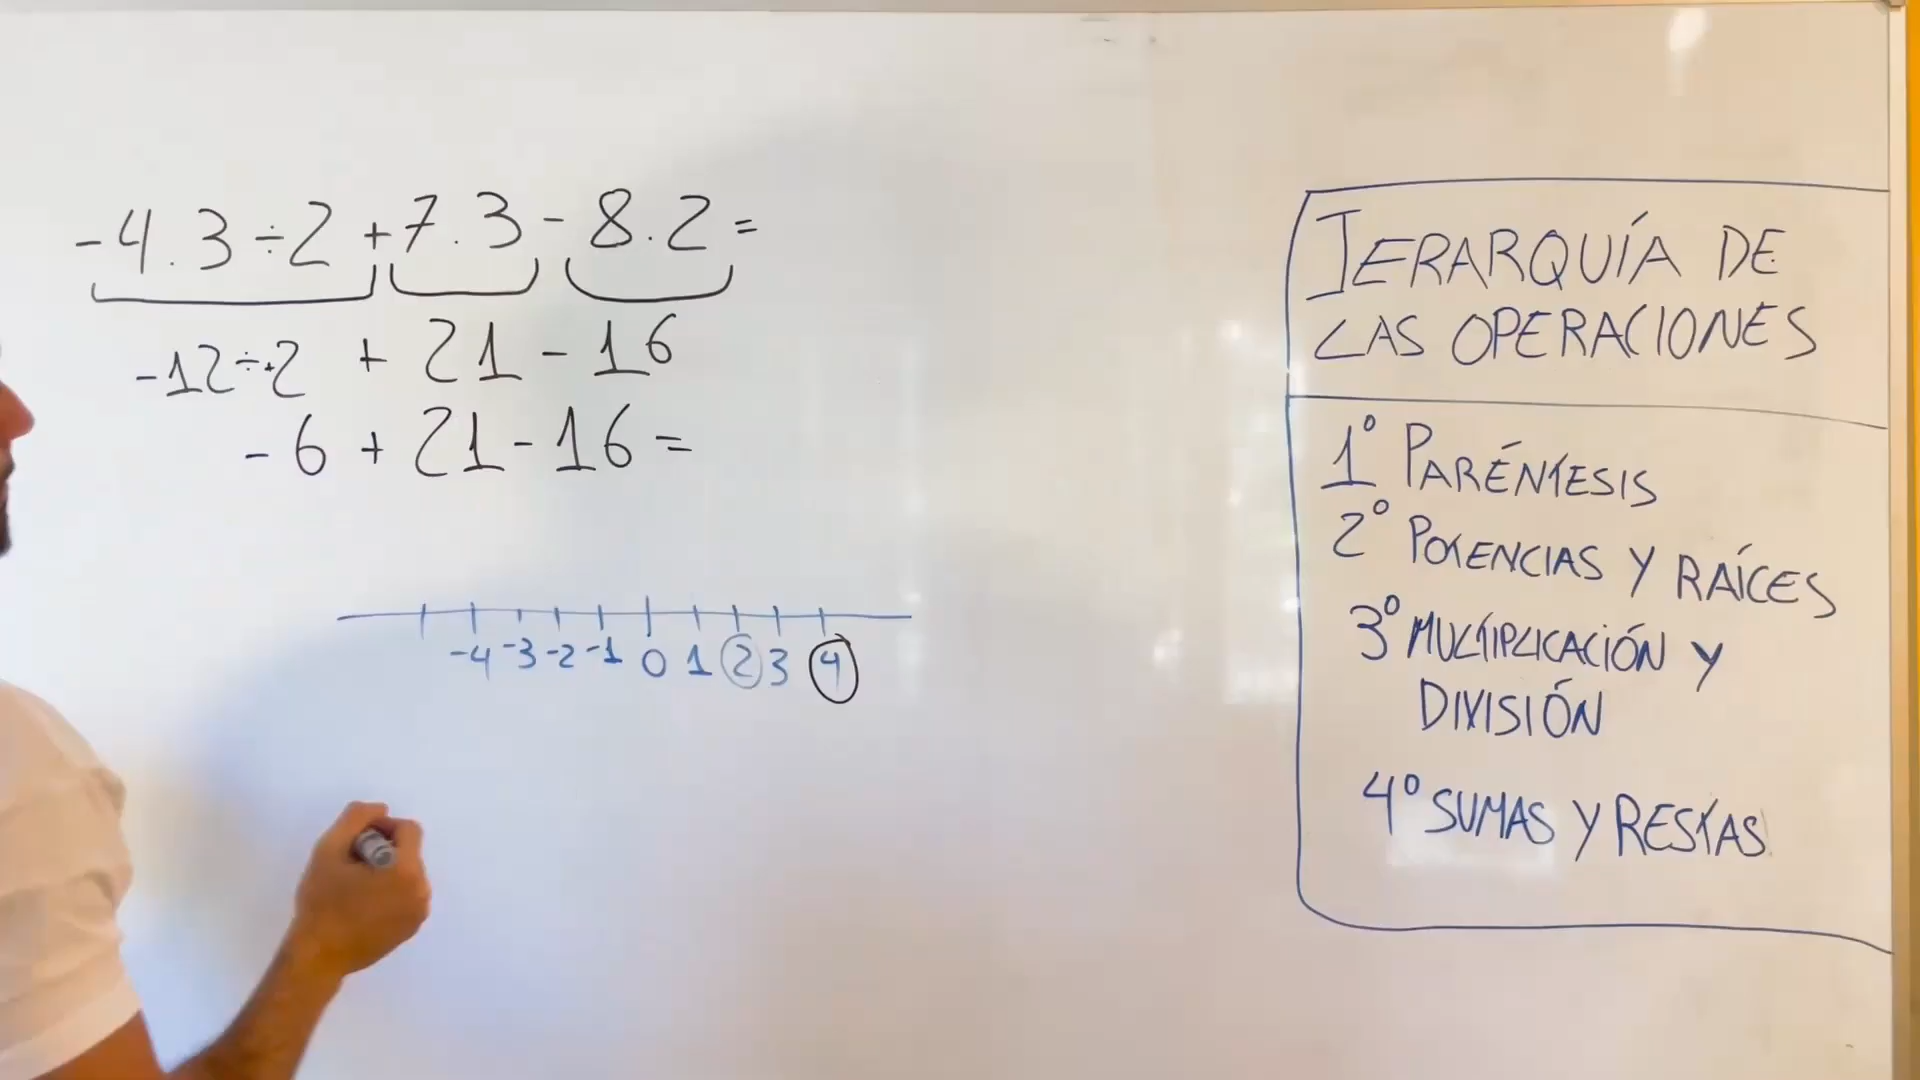 -4.3÷2+7.3-8.2=
-12÷+2 + 21-16
-6+21-16=
-4 -3 -2 -1 0 1 2 3 4
JERARQUÍA DE
LAS OPERACIONES
1° PARÉNTESIS
2° POTENCIAS Y RAÍCES
3° MULTIPLICACIÓN Y
DIVISIÓN
4° SUMAS Y RESTAS